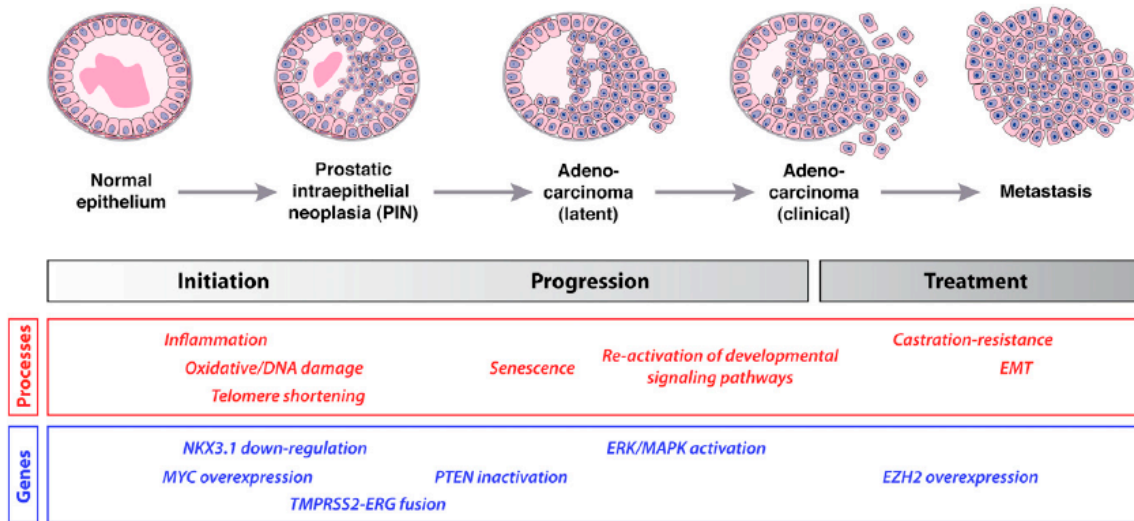 Normal
epithelium
Prostatic
intraepithelial
neoplasia (PIN)
Adeno-
carcinoma
(latent)
Adeno-
carcinoma
(clinical)
Metastasis
Initiation
Progression
Treatment
Processes
Inflammation
Oxidative/DNA damage
Telomere shortening
Senescence
Re-activation of developmental
signaling pathways
Castration-resistance
EMT
Genes
NKX3.1 down-regulation
MYC overexpression
TMPRSS2-ERG fusion
PTEN inactivation
ERK/MAPK activation
EZH2 overexpression